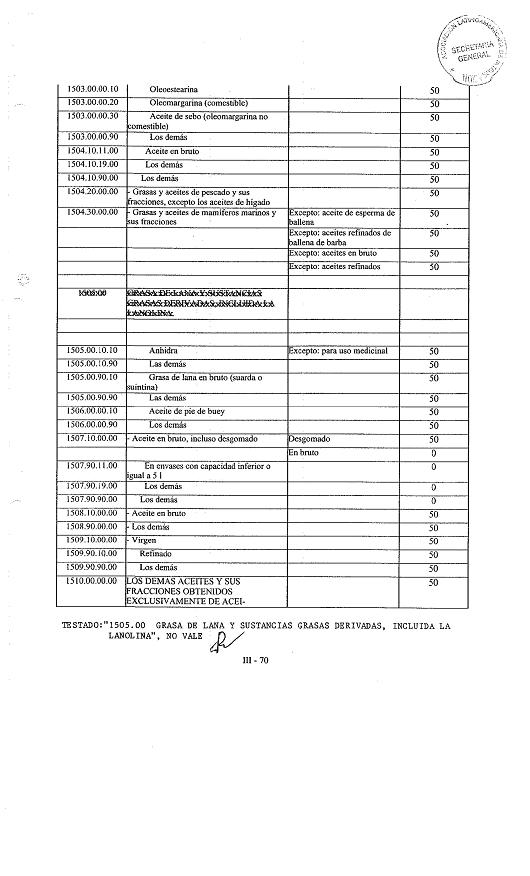 ASOCIACION LATINOAMERICANA DE
SECRETARIA
GENERAL
1503.00.00.10 Oleoestearina 50
1503.00.00.20 Oleomargarina (comestible) 50
1503.00.00.30 Aceite de sebo (oleomargarina no 50
comestible)
1503.00.00.90 Los demás 50
1504.10.11.00 Aceite en bruto 50
1504.10.19.00 Los demás 50
1504.10.90.00 Los demás 50
1504.20.00.00 - Grasas y aceites de pescado y sus 50
fracciones, excepto los aceites de hígado
1504.30.00.00 - Grasas y aceites de mamíferos marinos y Excepto: aceite de esperma de 50
sus fracciones ballena
Excepto: aceites refinados de 50
ballena de barba
Excepto: aceites en bruto 50
Excepto: aceites refinados 50
1505.00 GRASA DE LANA Y SUSTANCIAS
GRASAS DERIVADAS, INCLUIDA LA
LANOLINA.
1505.00.10.10 Anhidra Excepto: para uso medicinal 50
1505.00.10.90 Las demás 50
1505.00.90.10 Grasa de lana en bruto (suarda o 50
suintina)
1505.00.90.90 Las demás 50
1506.00.00.10 Aceite de pie de buey 50
1506.00.00.90 Los demás 50
1507.10.00.00 - Aceite en bruto, incluso desgomado Desgomado 50
En bruto 0
1507.90.11.00 En envases con capacidad inferior o 0
igual a 5 l
1507.90.19.00 Los demás 0
1507.90.90.00 Los demás 0
1508.10.00.00 - Aceite en bruto 50
1508.90.00.00 - Los demás 50
1509.10.00.00 - Virgen 50
1509.90.10.00 Refinado 50
1509.90.90.00 Los demás 50
1510.00.00.00 LOS DEMAS ACEITES Y SUS 50
FRACCIONES OBTENIDOS
EXCLUSIVAMENTE DE ACEI-
TESTADO:"1505.00 GRASA DE LANA Y SUSTANCIAS GRASAS DERIVADAS, INCLUIDA LA
LANOLINA", NO VALE
III - 70